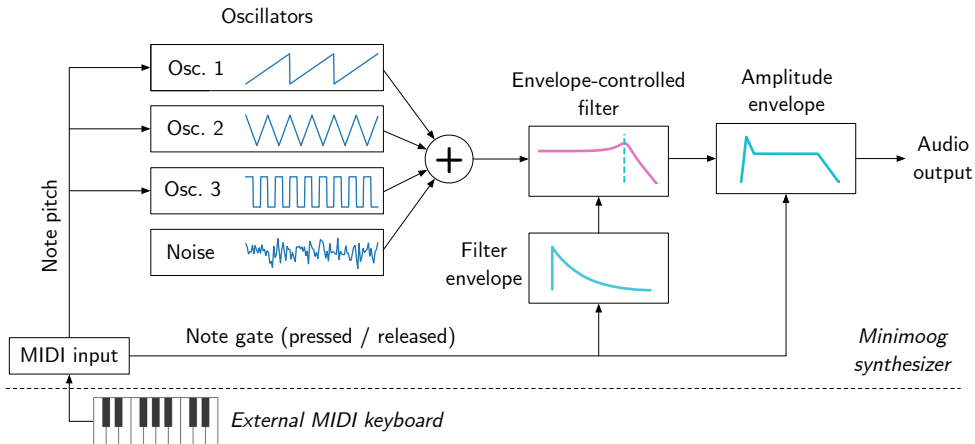 Oscillators
Osc. 1
Osc. 2
Osc. 3
Noise
Note pitch
+
Envelope-controlled
filter
Amplitude
envelope
Audio
output
Filter
envelope
Note gate (pressed / released)
MIDI input
Minimoog
synthesizer
External MIDI keyboard